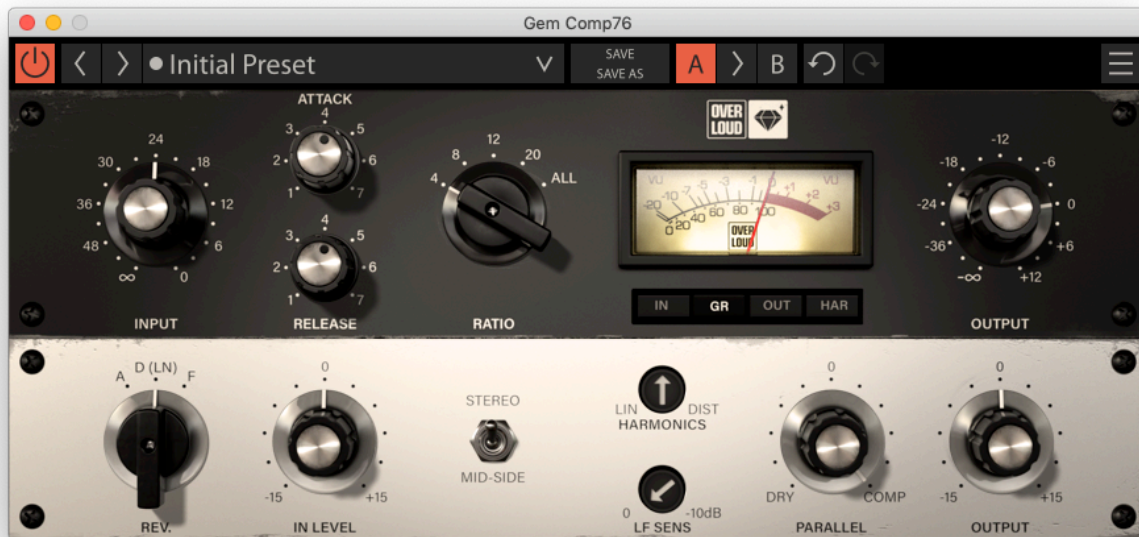 Gem Comp76
Initial Preset
SAVE
SAVE AS
A
B
ATTACK
1 2 3 4 5 6 7
RELEASE
1 2 3 4 5 6 7
∞ 48 36 30 24 18 12 6 0
INPUT
4 8 12 20 ALL
RATIO
OVER
LOUD
VU VU
-20 -10 -7 -5 -3 -1 0 +1 +2 +3
0 20 40 60 80 100
OVER
LOUD
IN GR OUT HAR
-∞ -36 -24 -18 -12 -6 0 +6 +12
OUTPUT
A D (LN) F
REV.
0
-15 +15
IN LEVEL
STEREO
MID-SIDE
LIN DIST
HARMONICS
0 -10dB
LF SENS
0
DRY COMP
PARALLEL
0
-15 +15
OUTPUT